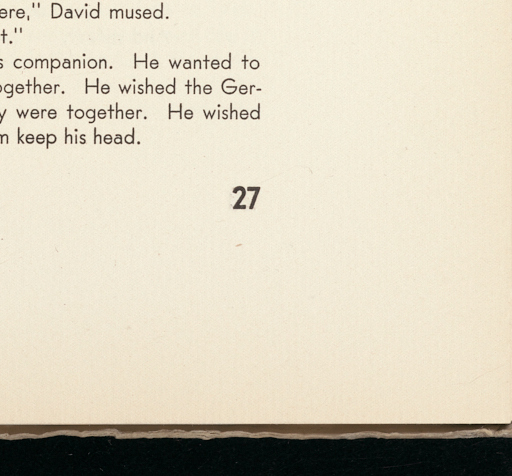 ere," David mused.
t."
s companion. He wanted to
ogether. He wished the Ger-
y were together. He wished
m keep his head.
27